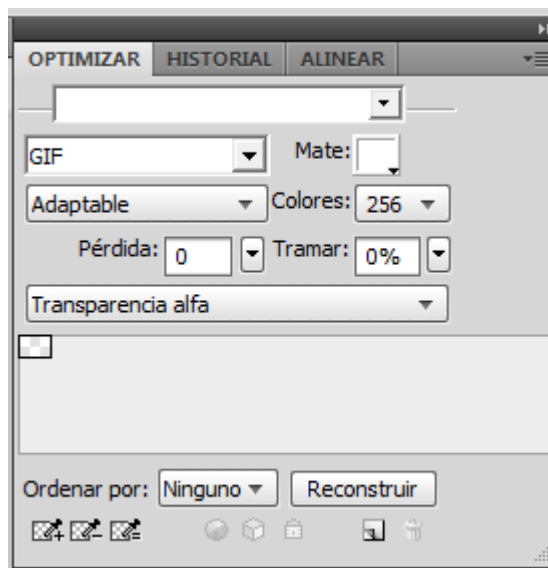 OPTIMIZAR HISTORIAL ALINEAR
GIF Mate:
Adaptable Colores: 256
Pérdida: 0 Tramar: 0%
Transparencia alfa
Ordenar por: Ninguno Reconstruir